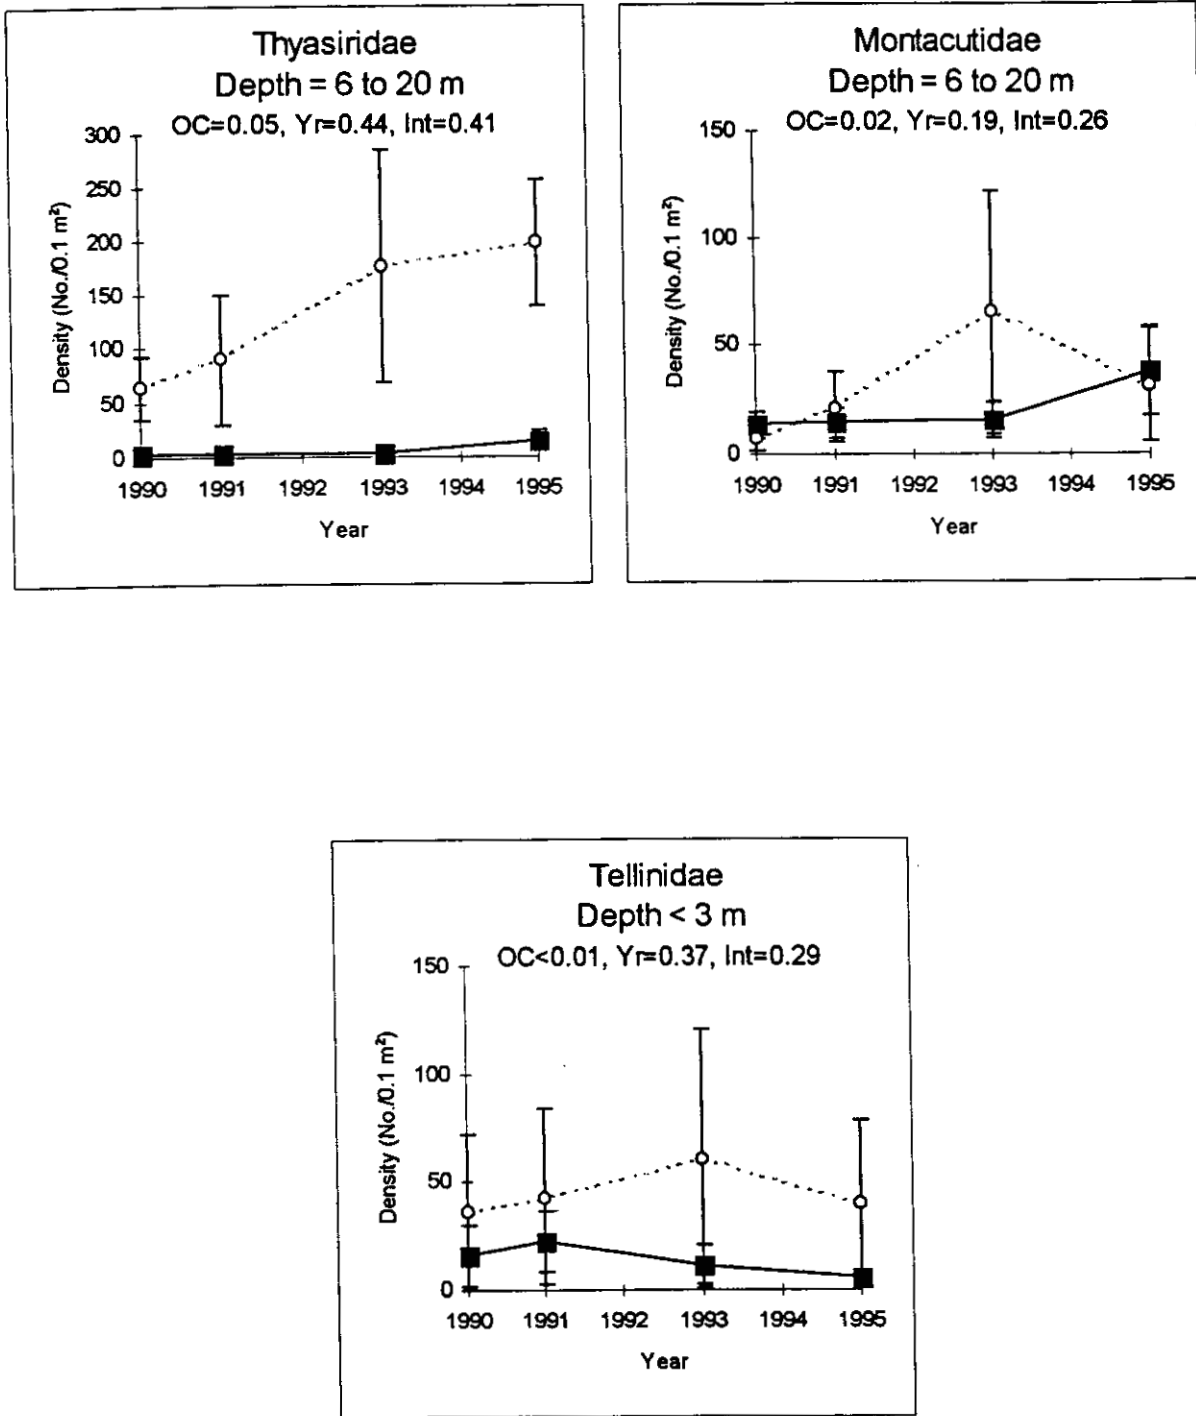 Thyasiridae
Depth = 6 to 20 m
OC=0.05, Yr=0.44, Int=0.41
300
250
200
150
100
50
0
Density (No./0.1 m²)
1990 1991 1992 1993 1994 1995
Year
Montacutidae
Depth = 6 to 20 m
OC=0.02, Yr=0.19, Int=0.26
150
100
50
0
Density (No./0.1 m²)
1990 1991 1992 1993 1994 1995
Year
Tellinidae
Depth < 3 m
OC<0.01, Yr=0.37, Int=0.29
150
100
50
0
Density (No./0.1 m²)
1990 1991 1992 1993 1994 1995
Year